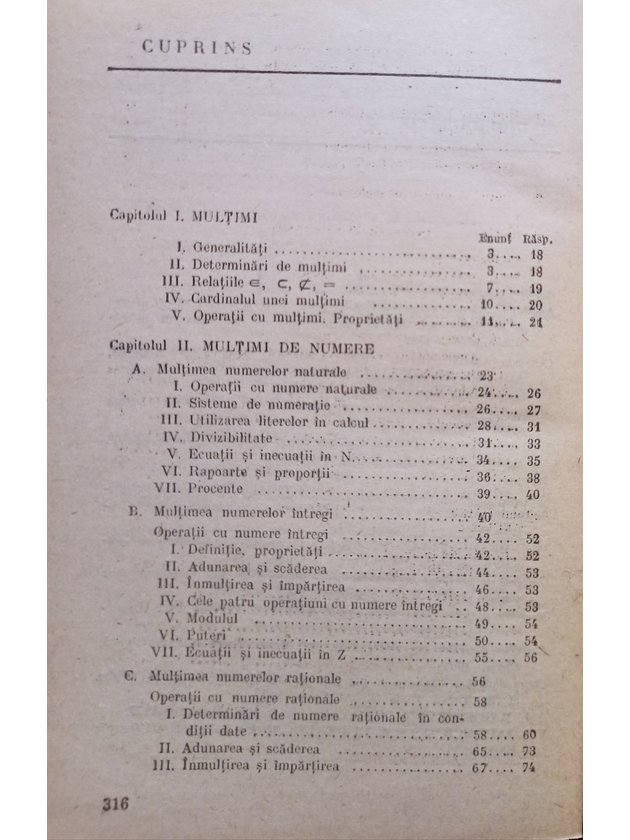 CUPRINS
Capitolul I. MULȚIMI
Enunț Răsp.
I. Generalități ........ 3.... 18
II. Determinări de mulțimi ........ 3.... 18
III. Relațiile ∈, ⊂, ⊄, = ........ 7.... 19
IV. Cardinalul unei mulțimi ........ 10.... 20
V. Operații cu mulțimi. Proprietăți ........ 11.... 21
Capitolul II. MULȚIMI DE NUMERE
A. Mulțimea numerelor naturale ........ 23
I. Operații cu numere naturale ........ 24.... 26
II. Sisteme de numerație ........ 26.... 27
III. Utilizarea literelor în calcul ........ 28.... 31
IV. Divizibilitate ........ 31.... 33
V. Ecuații și inecuații în N ........ 34.... 35
VI. Rapoarte și proporții ........ 36.... 38
VII. Procente ........ 39.... 40
B. Mulțimea numerelor întregi ........ 40
Operații cu numere întregi ........ 42.... 52
I. Definiție, proprietăți ........ 42.... 52
II. Adunarea și scăderea ........ 44.... 53
III. Înmulțirea și împărțirea ........ 46.... 53
IV. Cele patru operațiuni cu numere întregi .. 48.... 53
V. Modulul ........ 49.... 54
VI. Puteri ........ 50.... 54
VII. Ecuații și inecuații în Z ........ 55.... 56
C. Mulțimea numerelor raționale ........ 56
Operații cu numere raționale ........ 58
I. Determinări de numere raționale în con-
diții date ........ 58.... 60
II. Adunarea și scăderea ........ 65.... 73
III. Înmulțirea și împărțirea ........ 67.... 74
316